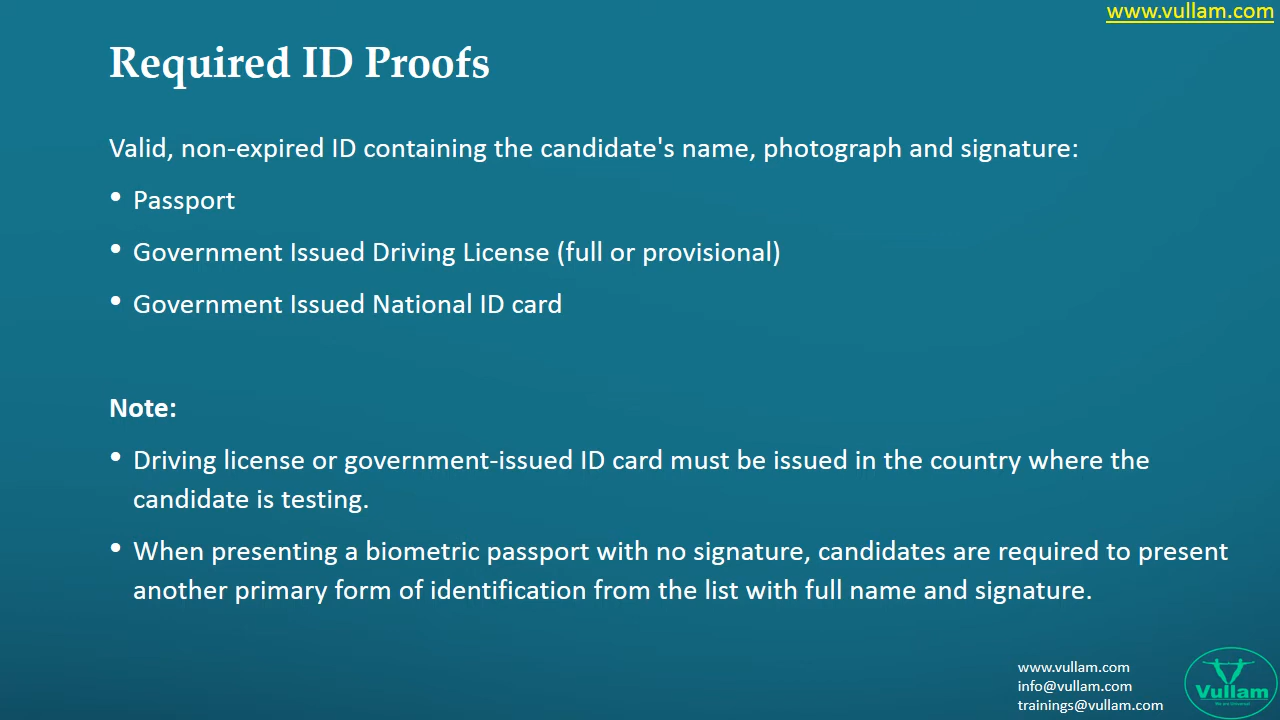 www.vullam.com
Required ID Proofs
Valid, non-expired ID containing the candidate's name, photograph and signature:
• Passport
• Government Issued Driving License (full or provisional)
• Government Issued National ID card
Note:
• Driving license or government-issued ID card must be issued in the country where the
candidate is testing.
• When presenting a biometric passport with no signature, candidates are required to present
another primary form of identification from the list with full name and signature.
www.vullam.com
info@vullam.com
trainings@vullam.com
Vullam
We are Universal